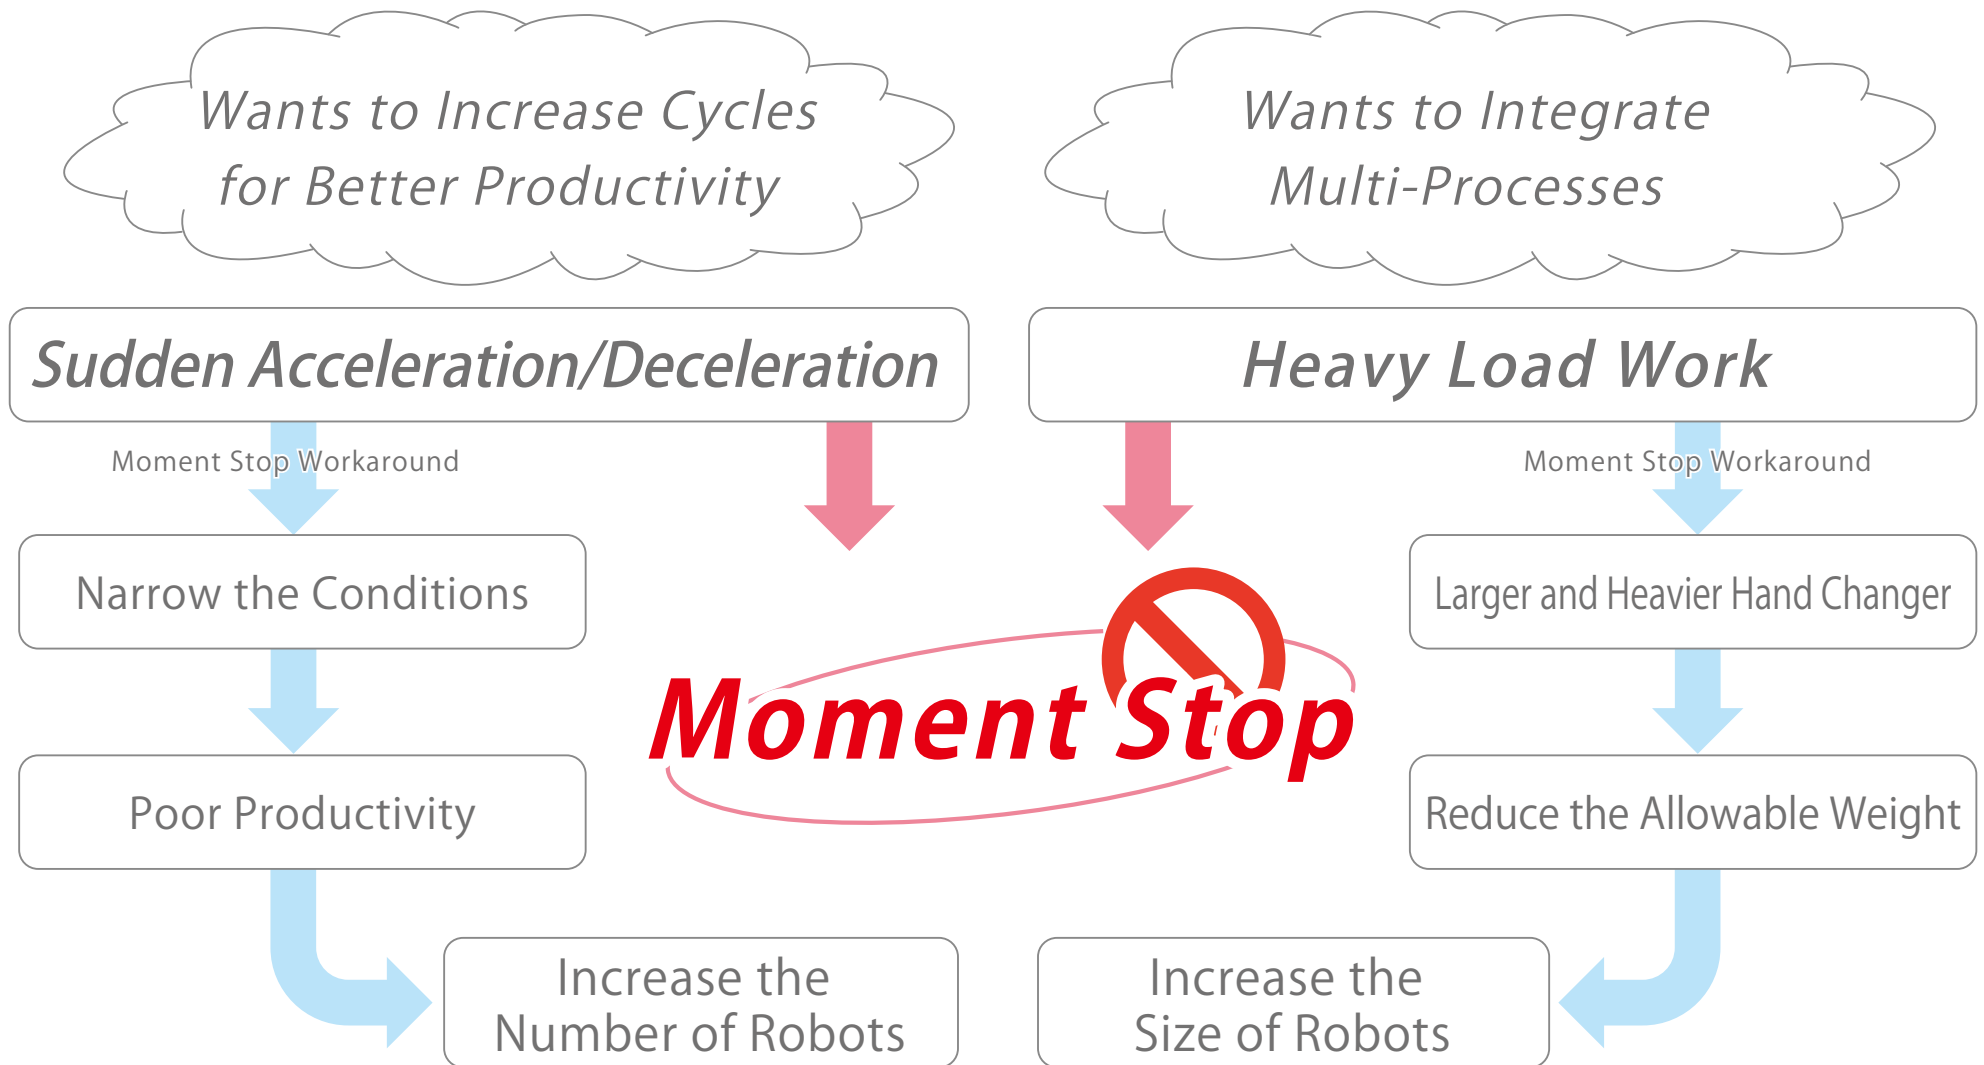 Wants to Increase Cycles
for Better Productivity
Wants to Integrate
Multi-Processes
Sudden Acceleration/Deceleration
Heavy Load Work
Moment Stop Workaround
Moment Stop Workaround
Narrow the Conditions
Larger and Heavier Hand Changer
Moment Stop
Poor Productivity
Reduce the Allowable Weight
Increase the
Number of Robots
Increase the
Size of Robots